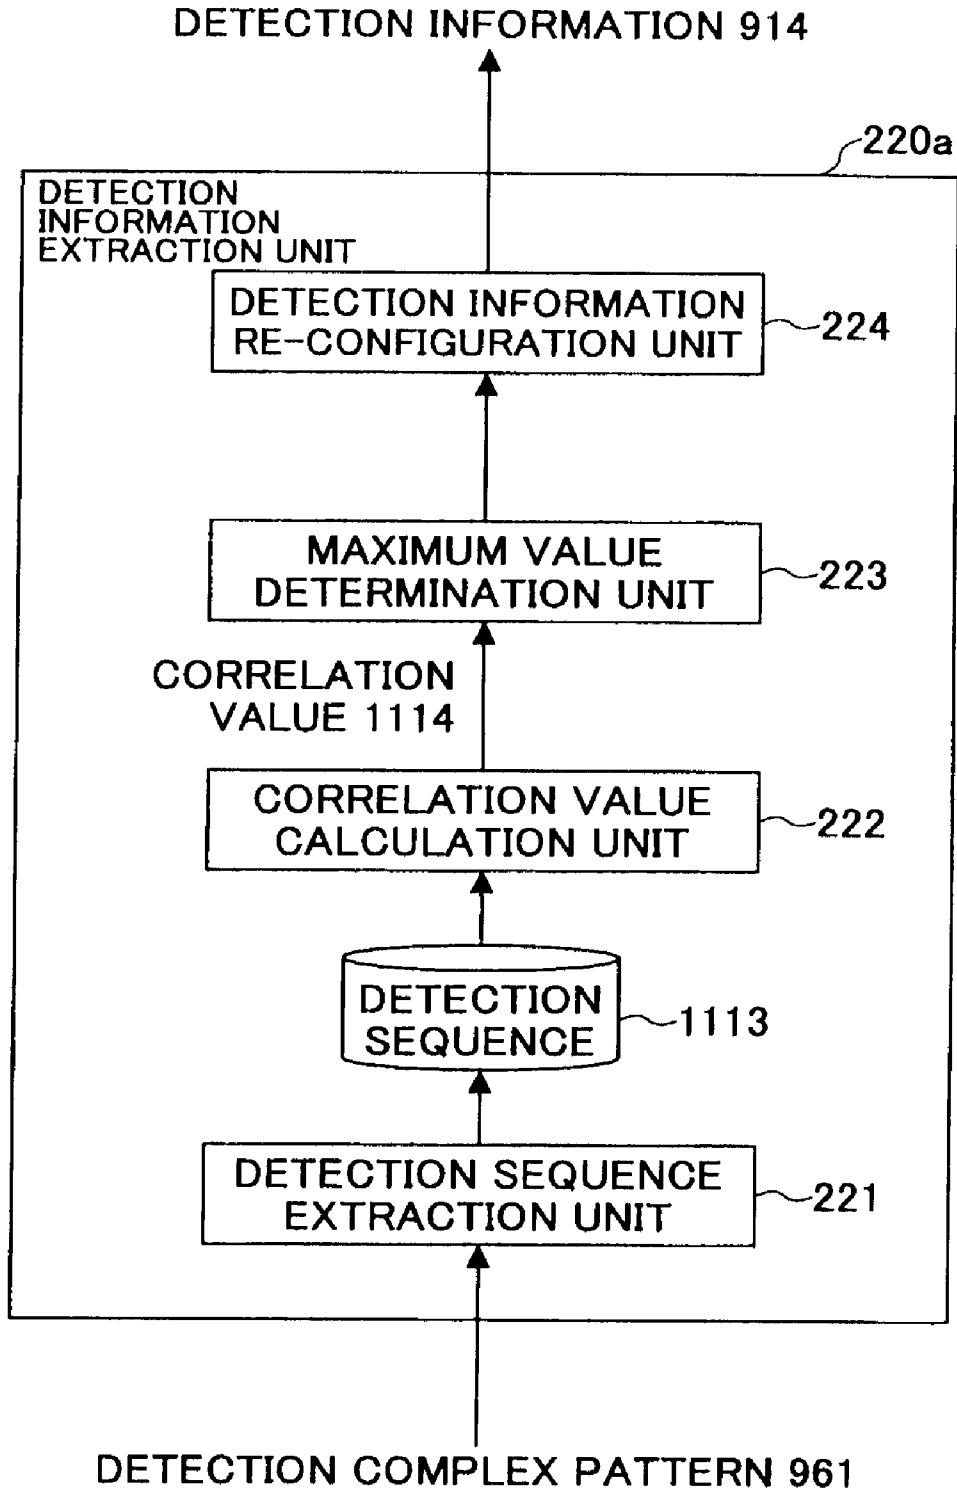 DETECTION INFORMATION 914
220a
DETECTION
INFORMATION
EXTRACTION UNIT
DETECTION INFORMATION
RE-CONFIGURATION UNIT
224
MAXIMUM VALUE
DETERMINATION UNIT
223
CORRELATION
VALUE 1114
CORRELATION VALUE
CALCULATION UNIT
222
DETECTION
SEQUENCE
1113
DETECTION SEQUENCE
EXTRACTION UNIT
221
DETECTION COMPLEX PATTERN 961